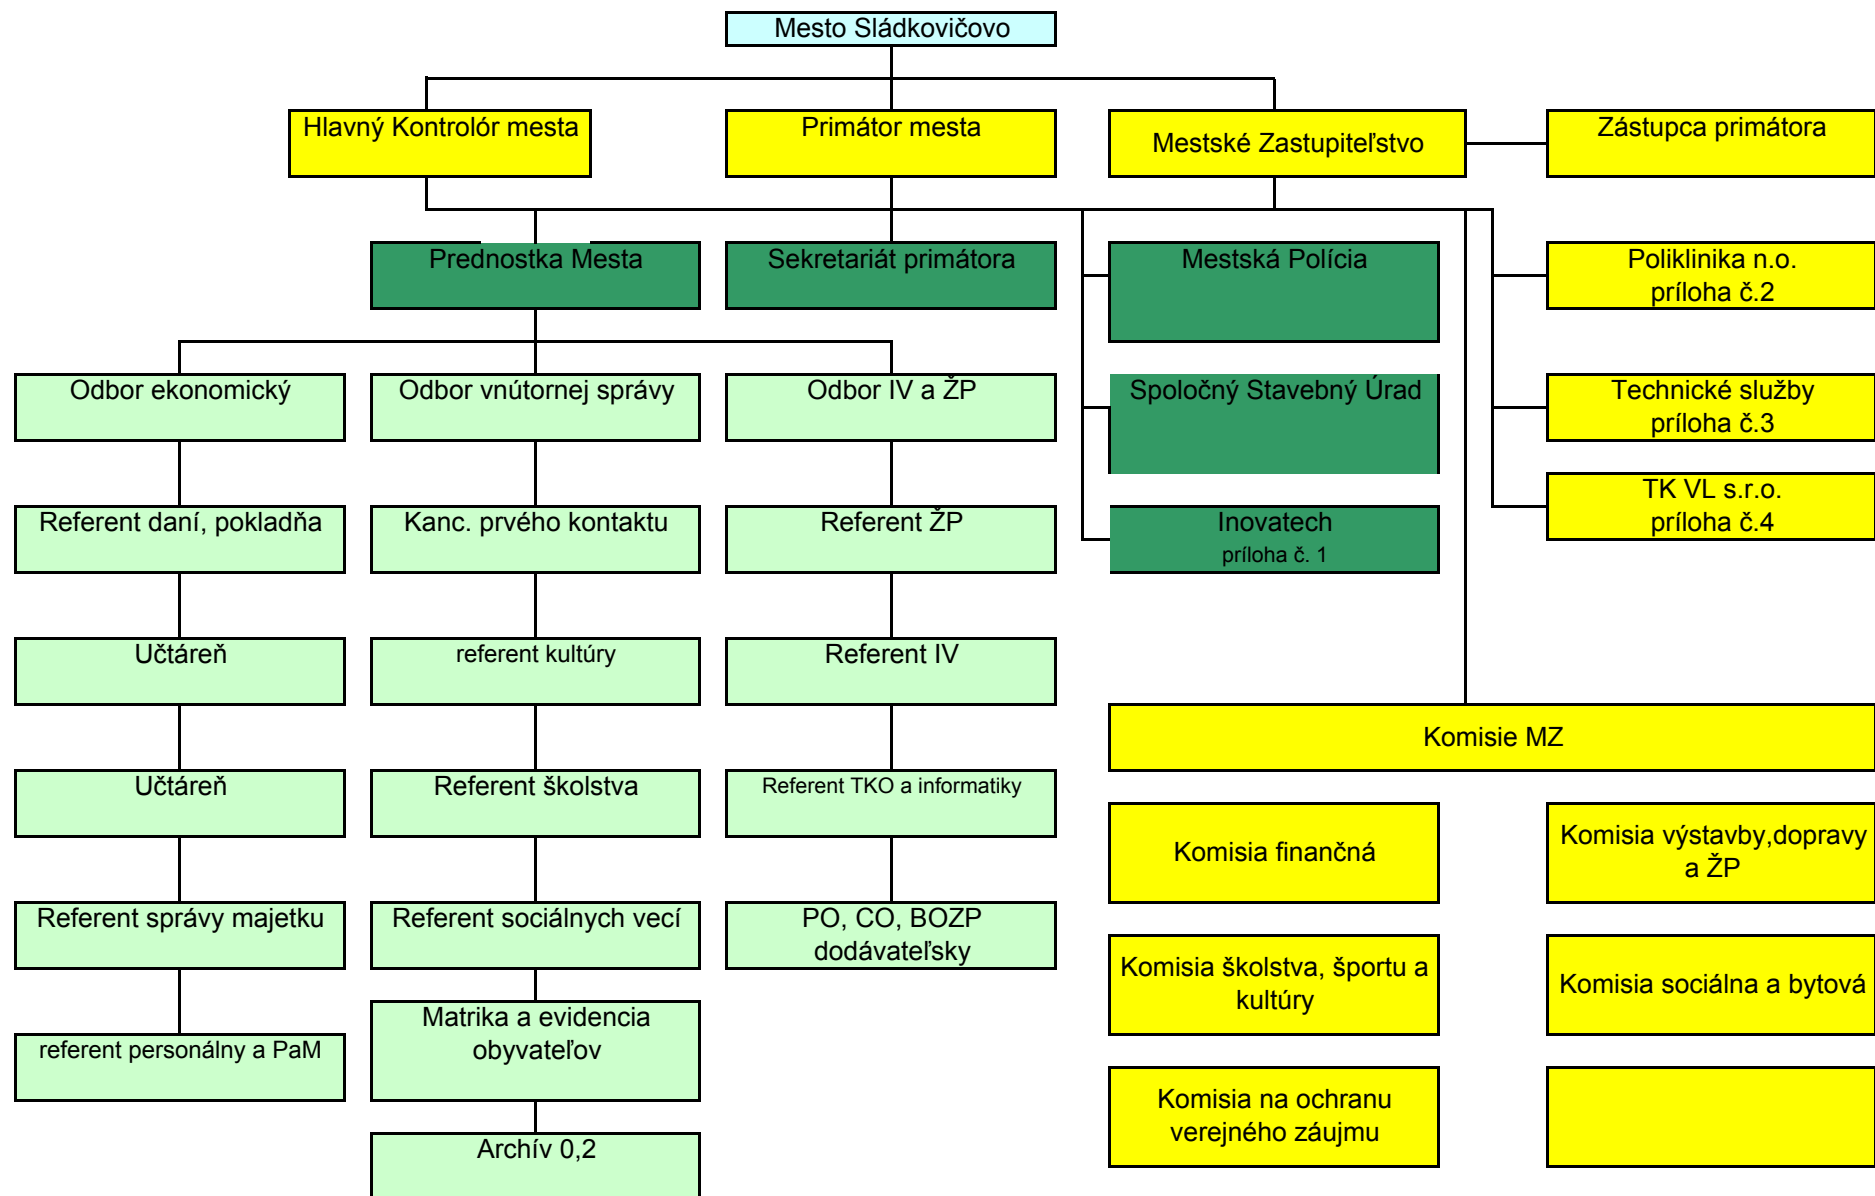 Mesto Sládkovičovo
Hlavný Kontrolór mesta
Primátor mesta
Mestské Zastupiteľstvo
Zástupca primátora
Prednostka Mesta
Sekretariát primátora
Mestská Polícia
Poliklinika n.o.
príloha č.2
Odbor ekonomický
Odbor vnútornej správy
Odbor IV a ŽP
Spoločný Stavebný Úrad
Technické služby
príloha č.3
TK VL s.r.o.
príloha č.4
Referent daní, pokladňa
Kanc. prvého kontaktu
Referent ŽP
Inovatech
príloha č. 1
Učtáreň
referent kultúry
Referent IV
Komisie MZ
Učtáreň
Referent školstva
Referent TKO a informatiky
Komisia finančná
Komisia výstavby,dopravy
a ŽP
Referent správy majetku
Referent sociálnych vecí
PO, CO, BOZP
dodávateľsky
Komisia školstva, športu a
kultúry
Komisia sociálna a bytová
referent personálny a PaM
Matrika a evidencia
obyvateľov
Komisia na ochranu
verejného záujmu
Archív 0,2